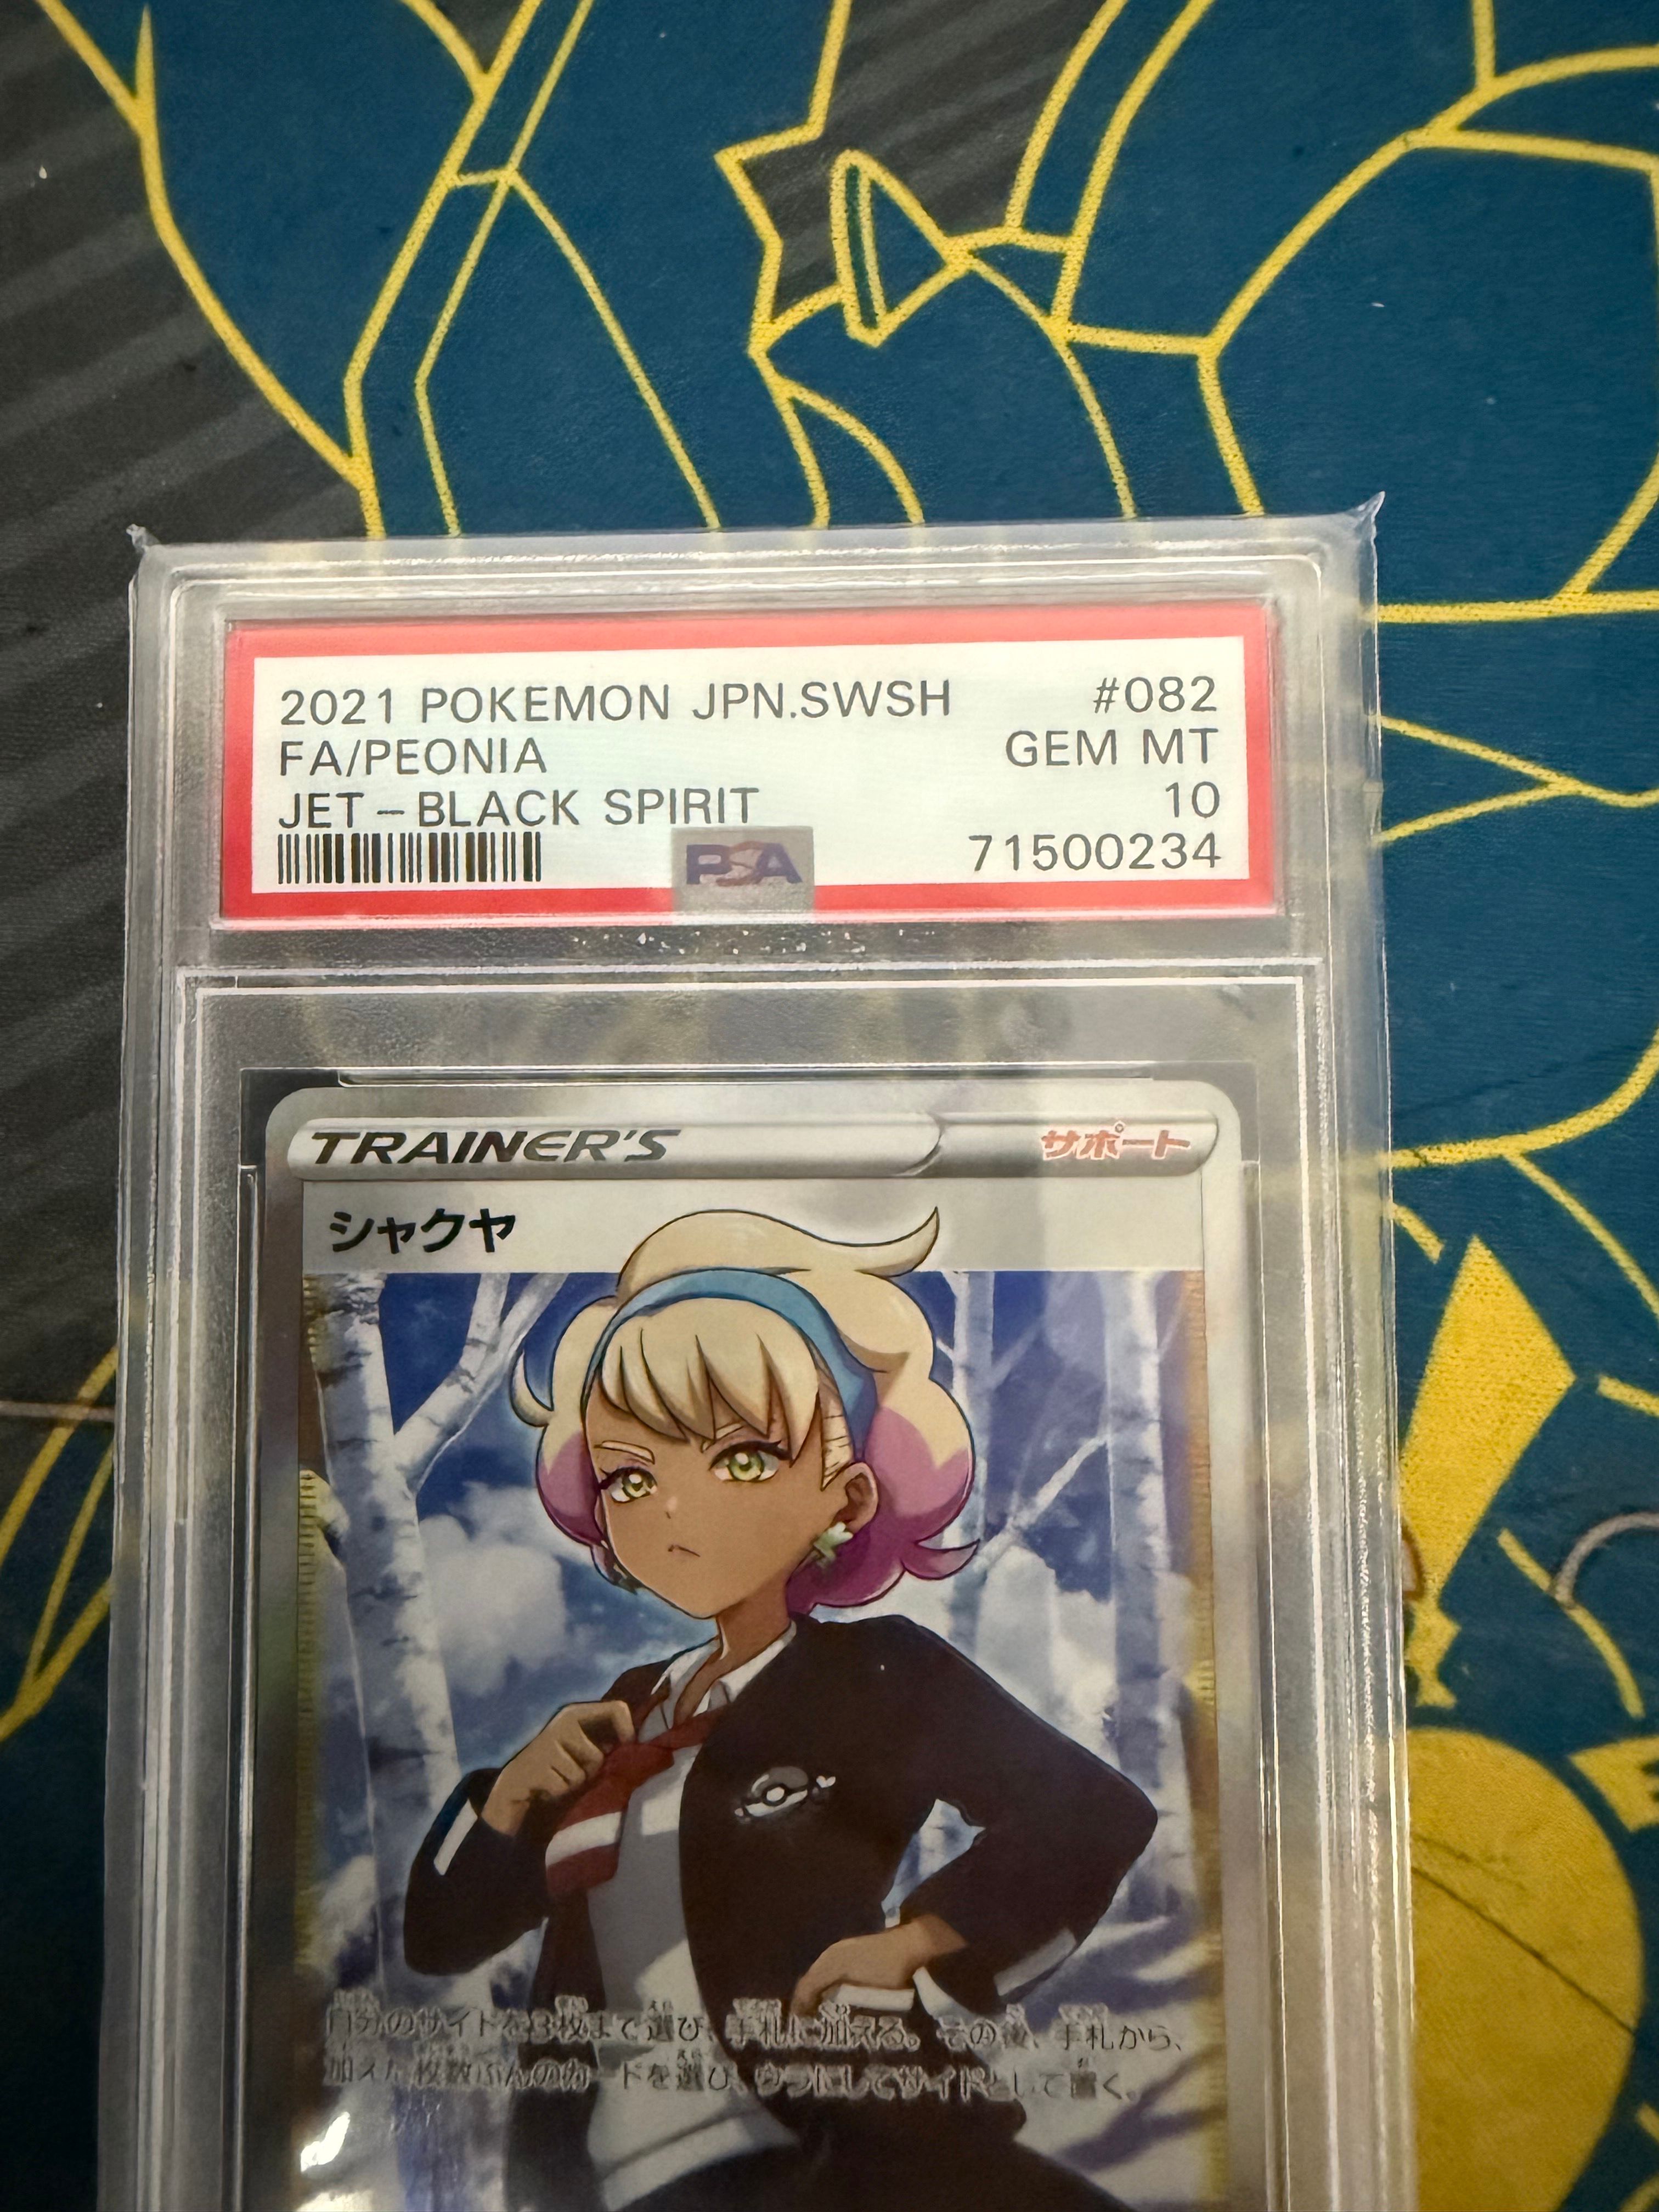 2021 POKEMON JPN.SWSH #082
FA/PEONIA GEM MT
JET-BLACK SPIRIT 10
71500234
PSA
TRAINER'S サポート
シャクヤ
自分のサイドを3枚まで選び、手札に加える。その後、手札から、
加えた枚数ぶんのカードを選び、ウラにしてサイドとして置く。